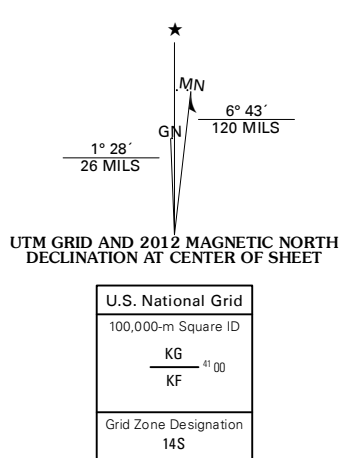 ★
MN
GN
6° 43´
120 MILS
1° 28´
26 MILS
UTM GRID AND 2012 MAGNETIC NORTH
DECLINATION AT CENTER OF SHEET
U.S. National Grid
100,000-m Square ID
KG
41 00
KF
Grid Zone Designation
14S